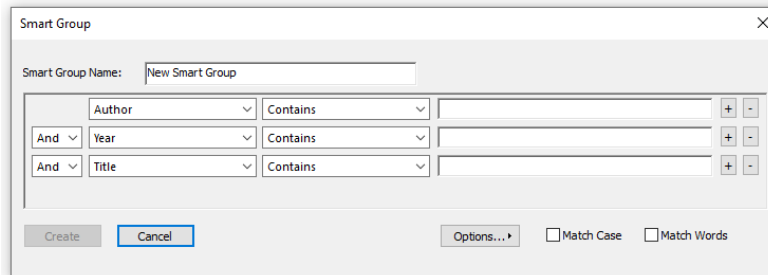 Smart Group
Smart Group Name: New Smart Group
Author Contains + -
And Year Contains + -
And Title Contains + -
Create Cancel Options... Match Case Match Words